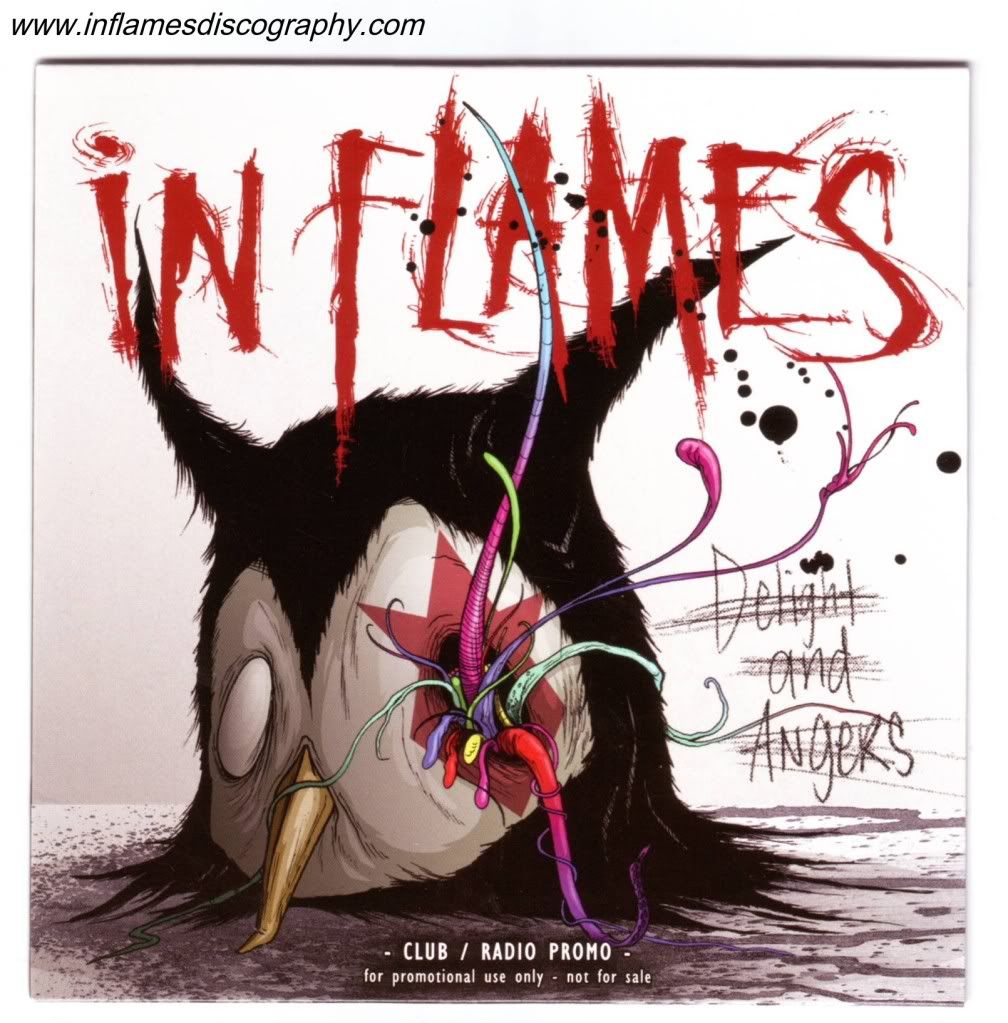 www.inflamesdiscography.com
iN FLAMES
Delight
and
Angers
- CLUB / RADIO PROMO -
for promotional use only - not for sale